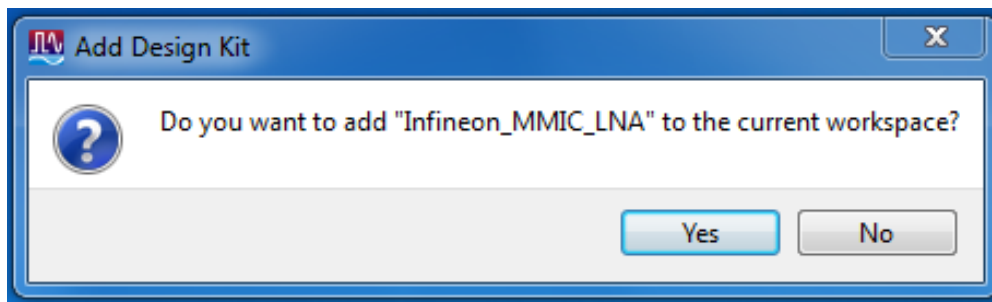 Add Design Kit
Do you want to add "Infineon_MMIC_LNA" to the current workspace?
Yes No